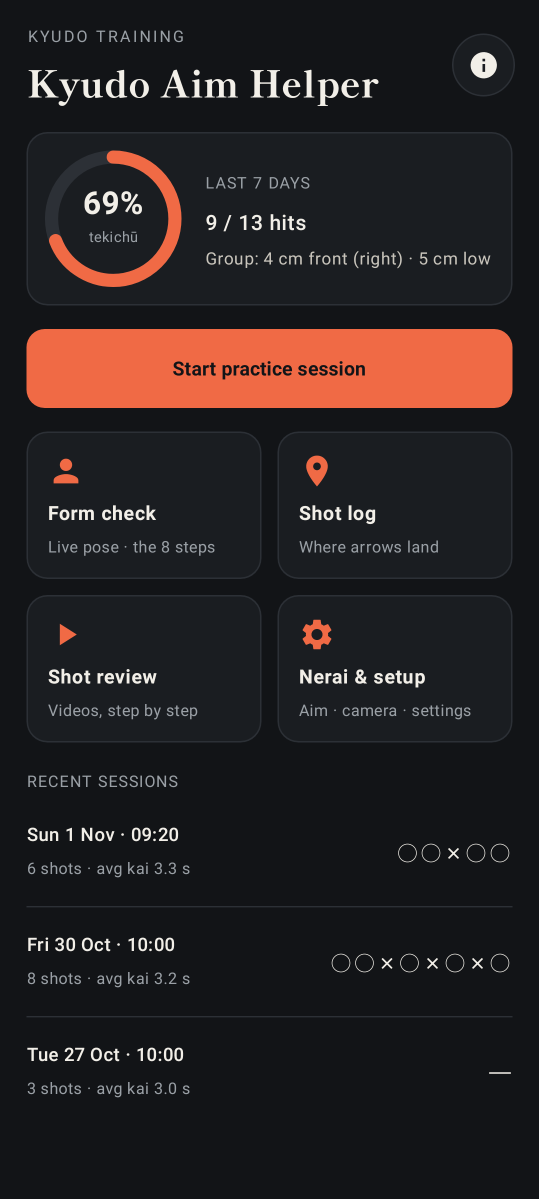 KYUDO TRAINING
Kyudo Aim Helper
69%
tekichū
LAST 7 DAYS
9 / 13 hits
Group: 4 cm front (right) · 5 cm low
Start practice session
Form check
Live pose · the 8 steps
Shot log
Where arrows land
Shot review
Videos, step by step
Nerai & setup
Aim · camera · settings
RECENT SESSIONS
Sun 1 Nov · 09:20
6 shots · avg kai 3.3 s
○○×○○
Fri 30 Oct · 10:00
8 shots · avg kai 3.2 s
○○×○×○×○
Tue 27 Oct · 10:00
3 shots · avg kai 3.0 s
—